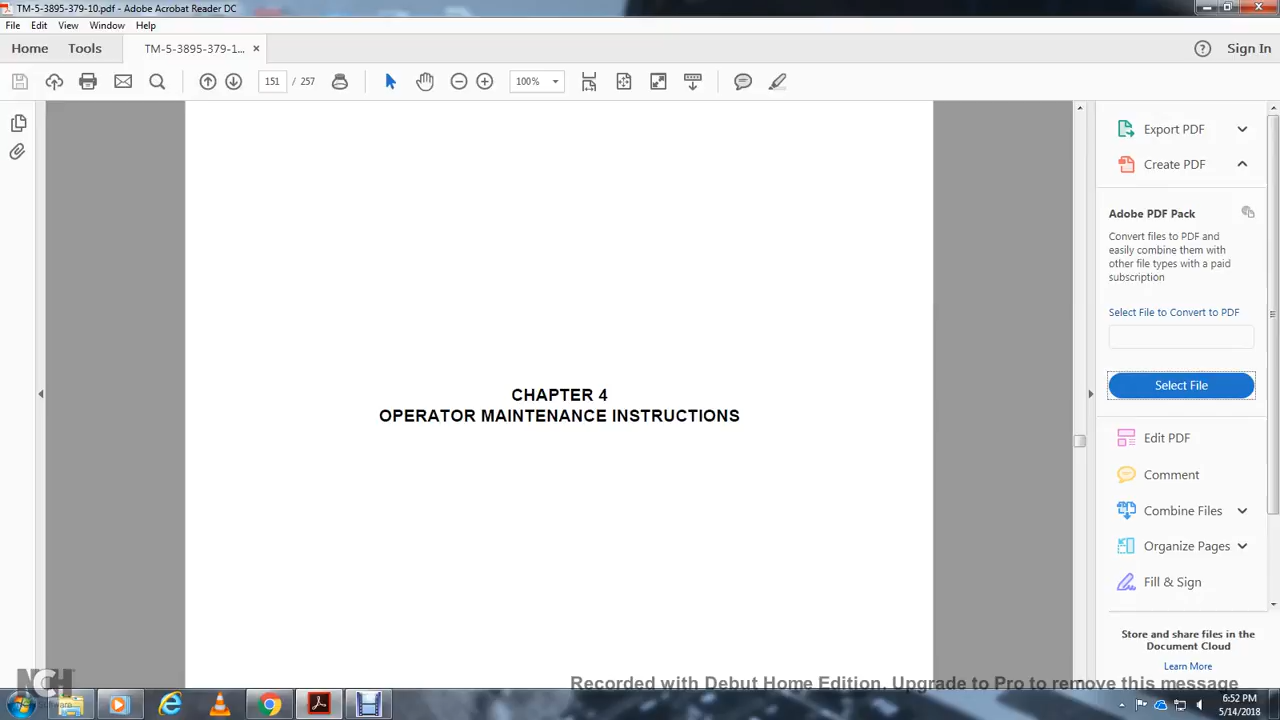 TM-5-3895-379-10.pdf - Adobe Acrobat Reader DC
File Edit View Window Help
Home Tools TM-5-3895-379-1... × ? Sign In
151 / 257 100%
Export PDF
Create PDF
Adobe PDF Pack
Convert files to PDF and
easily combine them with
other file types with a paid
subscription
Select File to Convert to PDF
Select File
Edit PDF
Comment
Combine Files
Organize Pages
Fill & Sign
Store and share files in the
Document Cloud
Learn More
CHAPTER 4
OPERATOR MAINTENANCE INSTRUCTIONS
NCH
Software
Recorded with Debut Home Edition. Upgrade to Pro to remove this message
6:52 PM
5/14/2018